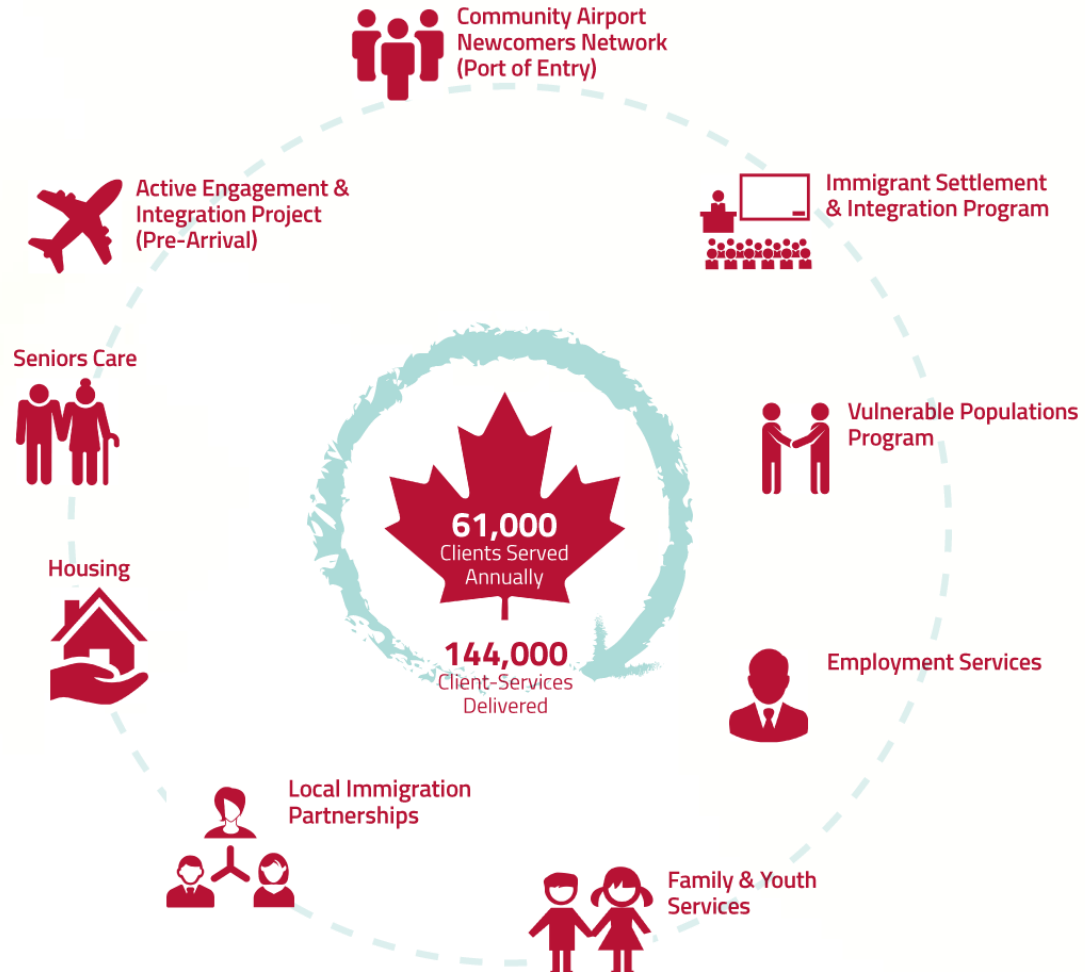 Community Airport
Newcomers Network
(Port of Entry)
Active Engagement &
Integration Project
(Pre-Arrival)
Immigrant Settlement
& Integration Program
Seniors Care
Vulnerable Populations
Program
61,000
Clients Served
Annually
Housing
144,000
Client-Services
Delivered
Employment Services
Local Immigration
Partnerships
Family & Youth
Services